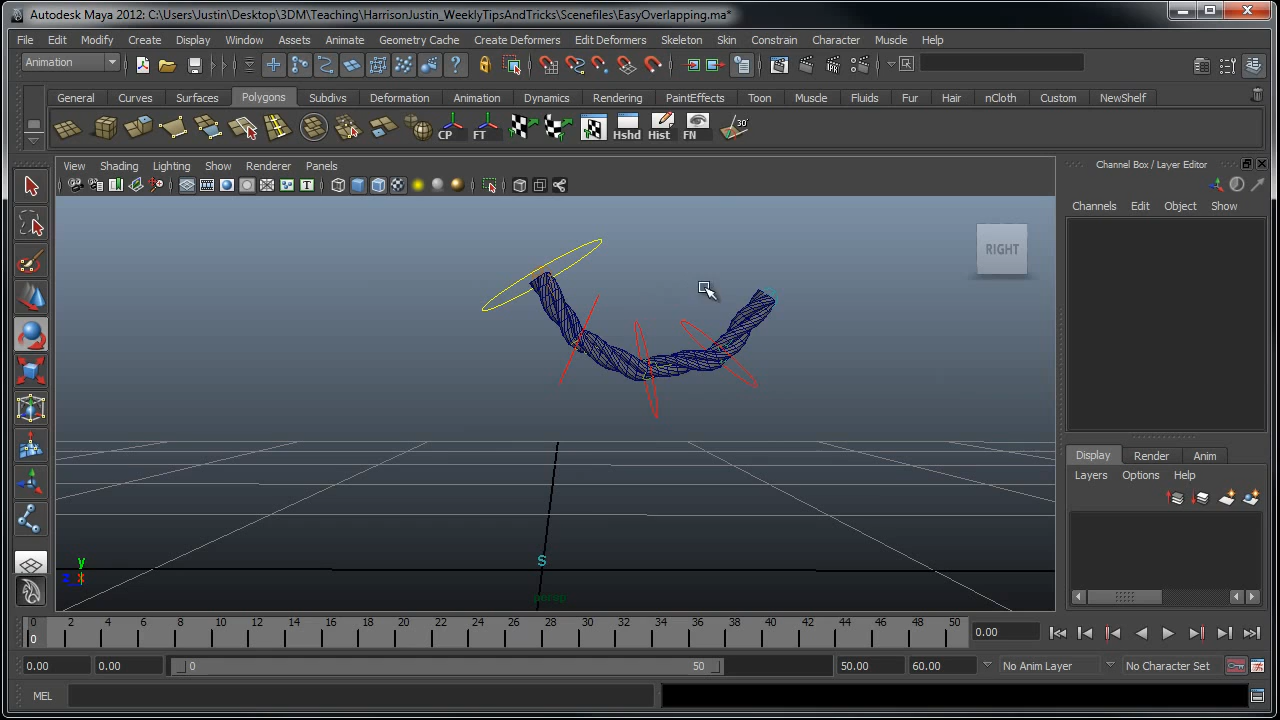 Autodesk Maya 2012: C:\Users\Justin\Desktop\3DM\Teaching\HarrisonJustin_WeeklyTipsAndTricks\Scenefiles\EasyOverlapping.ma*
File Edit Modify Create Display Window Assets Animate Geometry Cache Create Deformers Edit Deformers Skeleton Skin Constrain Character Muscle Help
Animation
General Curves Surfaces Polygons Subdivs Deformation Animation Dynamics Rendering PaintEffects Toon Muscle Fluids Fur Hair nCloth Custom NewShelf
CP FT Hshd Hist FN 30°
View Shading Lighting Show Renderer Panels
Channel Box / Layer Editor
Channels Edit Object Show
RIGHT
Display Render Anim
Layers Options Help
S
y
z x
persp
0 2 4 6 8 10 12 14 16 18 20 22 24 26 28 30 32 34 36 38 40 42 44 46 48 50
0
0.00
0.00 0.00 0 50 50.00 60.00 No Anim Layer No Character Set
MEL